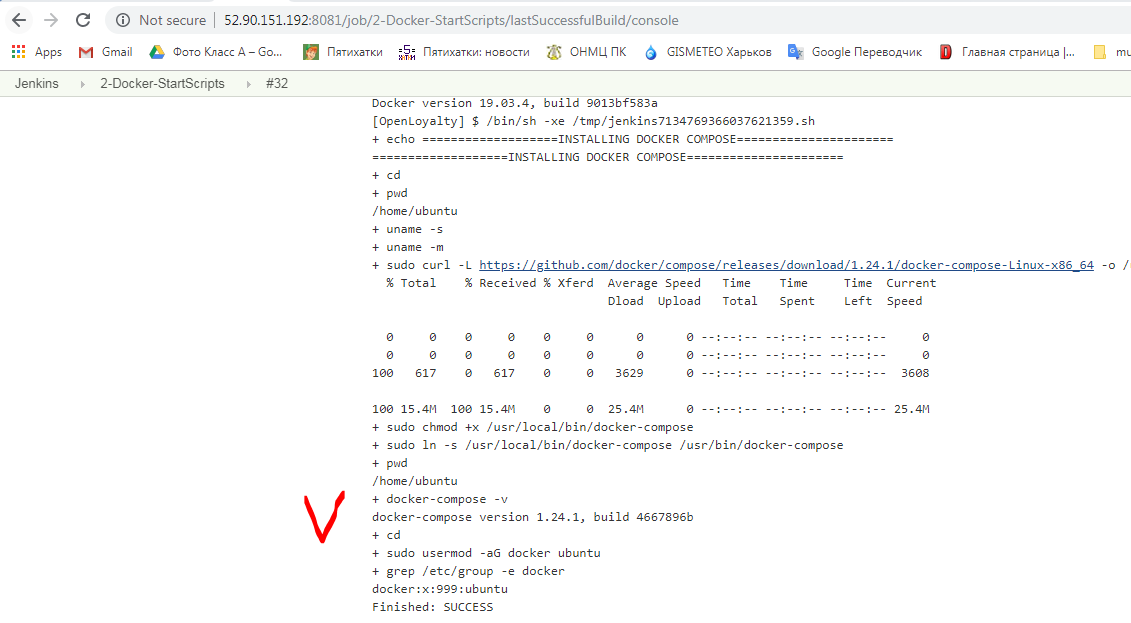 Not secure | 52.90.151.192:8081/job/2-Docker-StartScripts/lastSuccessfulBuild/console
Apps Gmail Фото Класс А – Go... Пятихатки Пятихатки: новости ОНМЦ ПК GISMETEO Харьков Google Переводчик Главная страница |... mu
Jenkins 2-Docker-StartScripts #32
Docker version 19.03.4, build 9013bf583a
[OpenLoyalty] $ /bin/sh -xe /tmp/jenkins7134769366037621359.sh
+ echo ===================INSTALLING DOCKER COMPOSE======================
===================INSTALLING DOCKER COMPOSE======================
+ cd
+ pwd
/home/ubuntu
+ uname -s
+ uname -m
+ sudo curl -L https://github.com/docker/compose/releases/download/1.24.1/docker-compose-Linux-x86_64 -o /
% Total % Received % Xferd Average Speed Time Time Time Current
Dload Upload Total Spent Left Speed
0 0 0 0 0 0 0 0 --:--:-- --:--:-- --:--:-- 0
0 0 0 0 0 0 0 0 --:--:-- --:--:-- --:--:-- 0
100 617 0 617 0 0 3629 0 --:--:-- --:--:-- --:--:-- 3608
100 15.4M 100 15.4M 0 0 25.4M 0 --:--:-- --:--:-- --:--:-- 25.4M
+ sudo chmod +x /usr/local/bin/docker-compose
+ sudo ln -s /usr/local/bin/docker-compose /usr/bin/docker-compose
+ pwd
/home/ubuntu
+ docker-compose -v
docker-compose version 1.24.1, build 4667896b
+ cd
+ sudo usermod -aG docker ubuntu
+ grep /etc/group -e docker
docker:x:999:ubuntu
Finished: SUCCESS